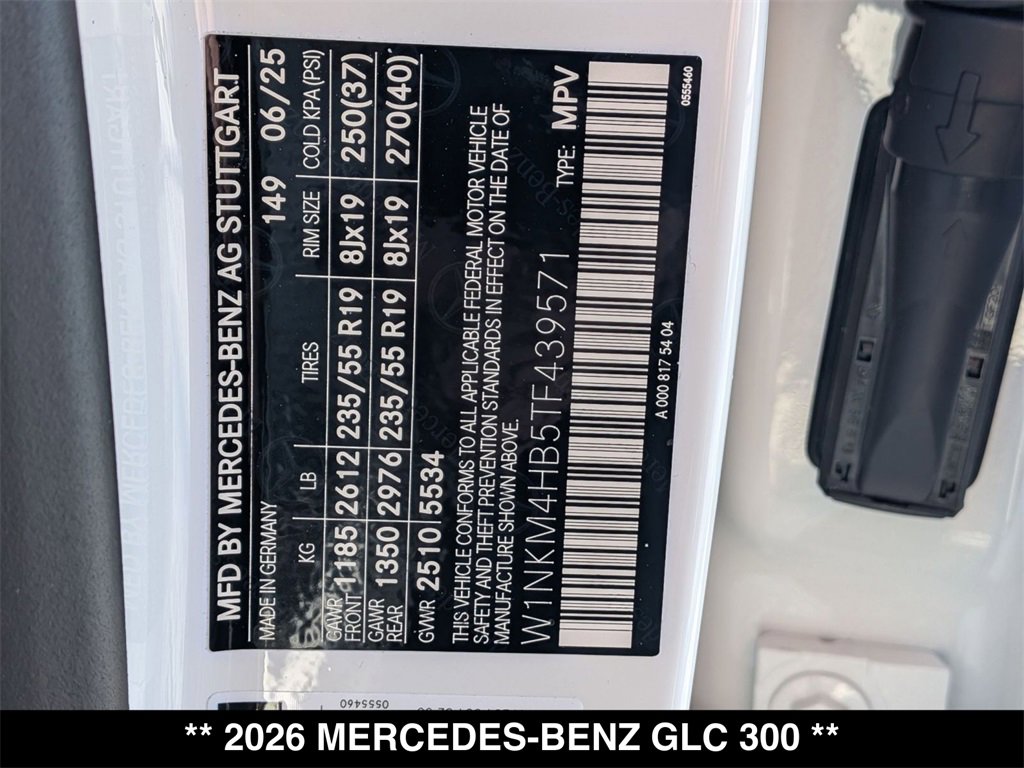 MFD BY MERCEDES-BENZ AG STUTTGART
MADE IN GERMANY 149 06/25
KG LB TIRES RIM SIZE COLD KPA (PSI)
GAWR FRONT 1185 2612 235/55 R19 8Jx19 250(37)
GAWR REAR 1350 2976 235/55 R19 8Jx19 270(40)
GVWR 2510 5534
THIS VEHICLE CONFORMS TO ALL APPLICABLE FEDERAL MOTOR VEHICLE
SAFETY AND THEFT PREVENTION STANDARDS IN EFFECT ON THE DATE OF
MANUFACTURE SHOWN ABOVE.
W1NKM4HB5TF439571 TYPE: MPV
A 000 817 54 04 0555460
0555460
** 2026 MERCEDES-BENZ GLC 300 **